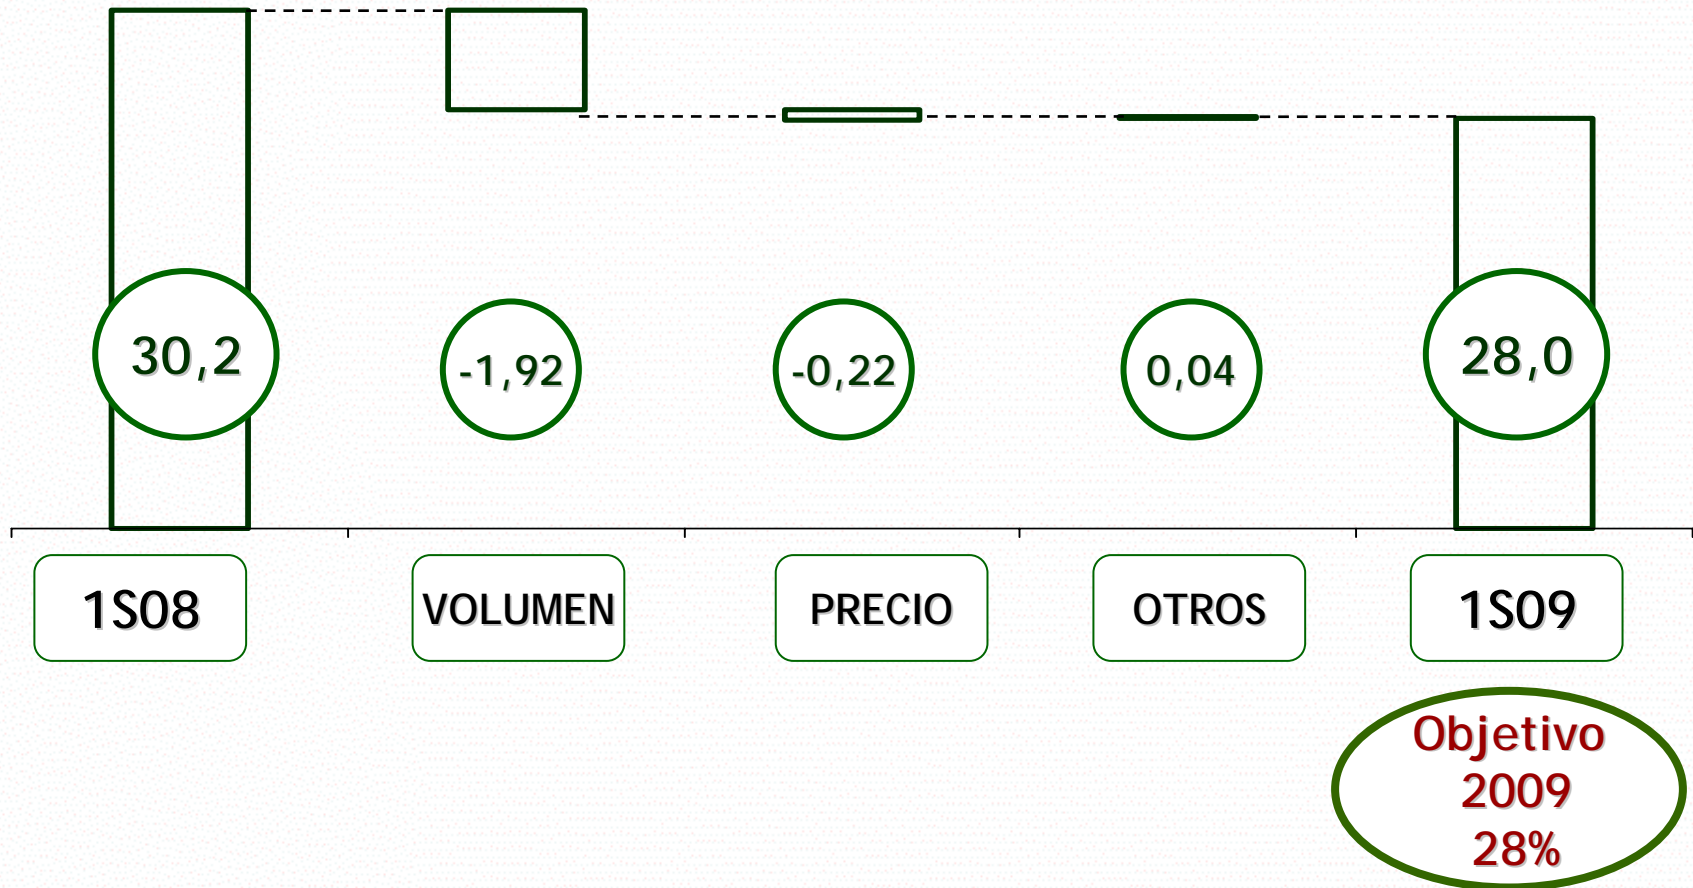 30,2
-1,92
-0,22
0,04
28,0
1S08
VOLUMEN
PRECIO
OTROS
1S09
Objetivo
2009
28%